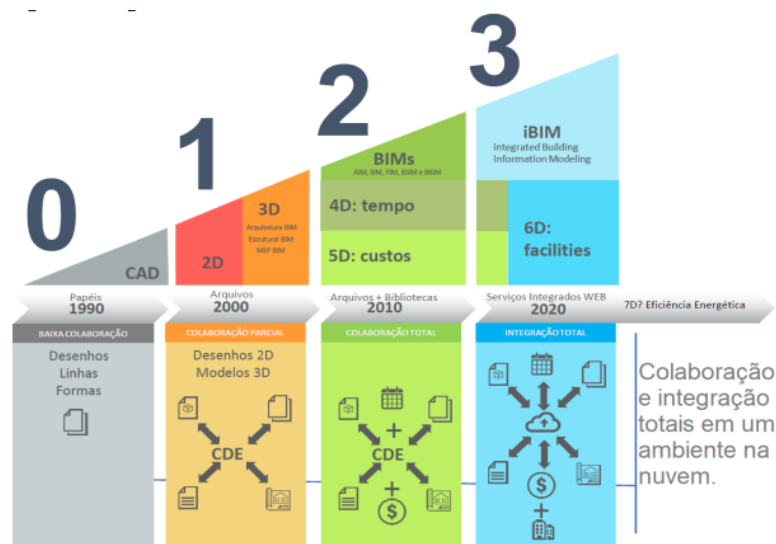 0
CAD
1
2D
3D
Arquitetura BIM
Estrutural BIM
MEP BIM
2
BIMs
AIM, SIM, FIM, BSIM e BRIM
4D: tempo
5D: custos
3
iBIM
Integrated Building
Information Modeling
6D:
facilities
Papéis
1990
Arquivos
2000
Arquivos + Bibliotecas
2010
Serviços Integrados WEB
2020
7D? Eficiência Energética
BAIXA COLABORAÇÃO
Desenhos
Linhas
Formas
COLABORAÇÃO PARCIAL
Desenhos 2D
Modelos 3D
CDE
COLABORAÇÃO TOTAL
+
CDE
+
$
INTEGRAÇÃO TOTAL
$
+
Colaboração
e integração
totais em um
ambiente na
nuvem.